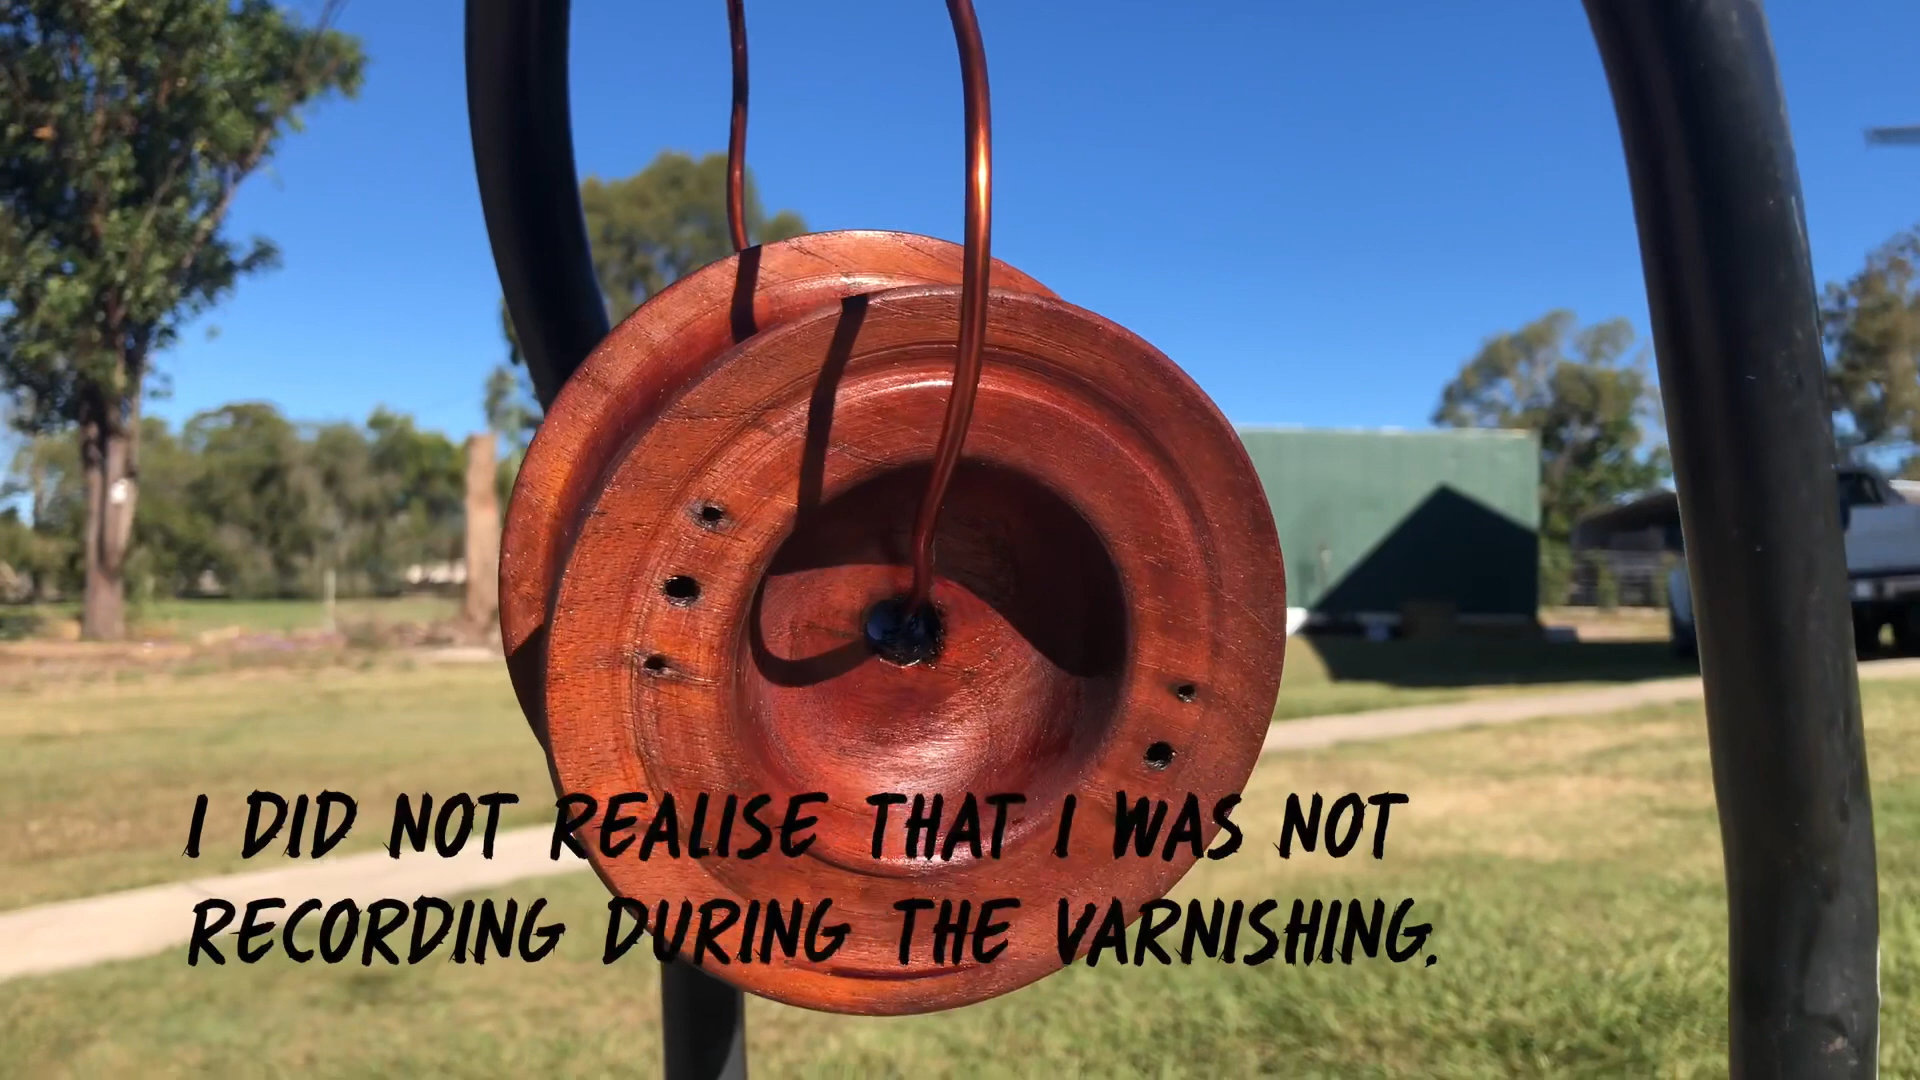 I DID NOT REALISE THAT I WAS NOT
RECORDING DURING THE VARNISHING.